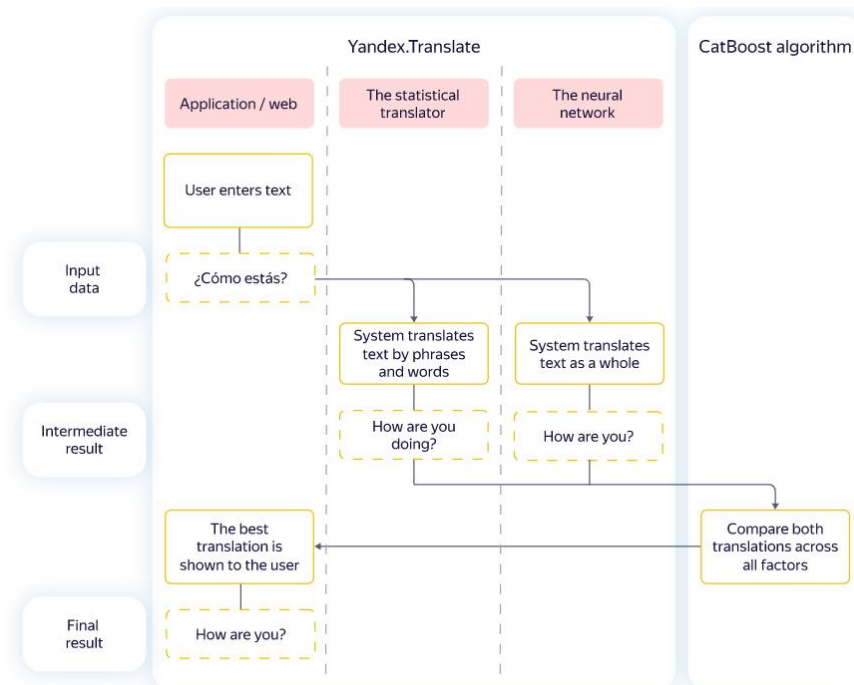 Yandex.Translate
CatBoost algorithm
Application / web
The statistical
translator
The neural
network
User enters text
Input
data
¿Cómo estás?
System translates
text by phrases
and words
System translates
text as a whole
Intermediate
result
How are you
doing?
How are you?
The best
translation is
shown to the user
Compare both
translations across
all factors
Final
result
How are you?